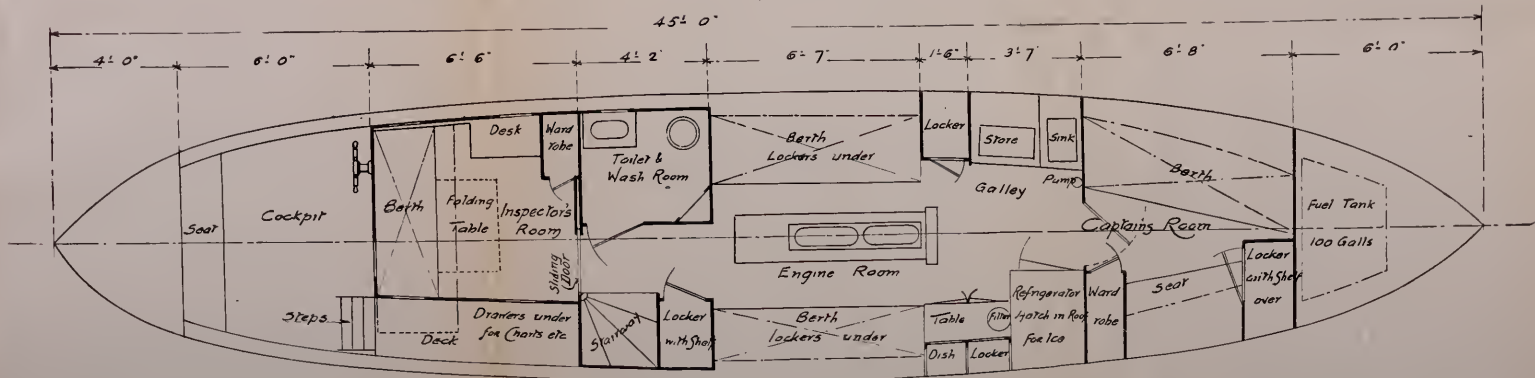 45'- 0"
4'- 0"
6'- 0"
6'- 6"
4'- 2"
6'- 7"
1'- 6"
3'- 7"
6'- 8"
6'- 0"
Seat
Cockpit
Steps
Berth
Folding
Table
Desk
Ward
robe
Inspector's
Room
Sliding
Door
Deck
Drawers under
for Charts etc
Toilet &
Wash Room
Stairway
Locker
with Shelf
Berth
Lockers under
Engine Room
Berth
lockers under
Locker
Stove
Sink
Pump
Galley
Table
Filter
Dish
Locker
Refrigerator
Hatch in Roof
for Ice
Ward
robe
Berth
Captains Room
Seat
Locker
with Shelf
over
Fuel Tank
100 Galls